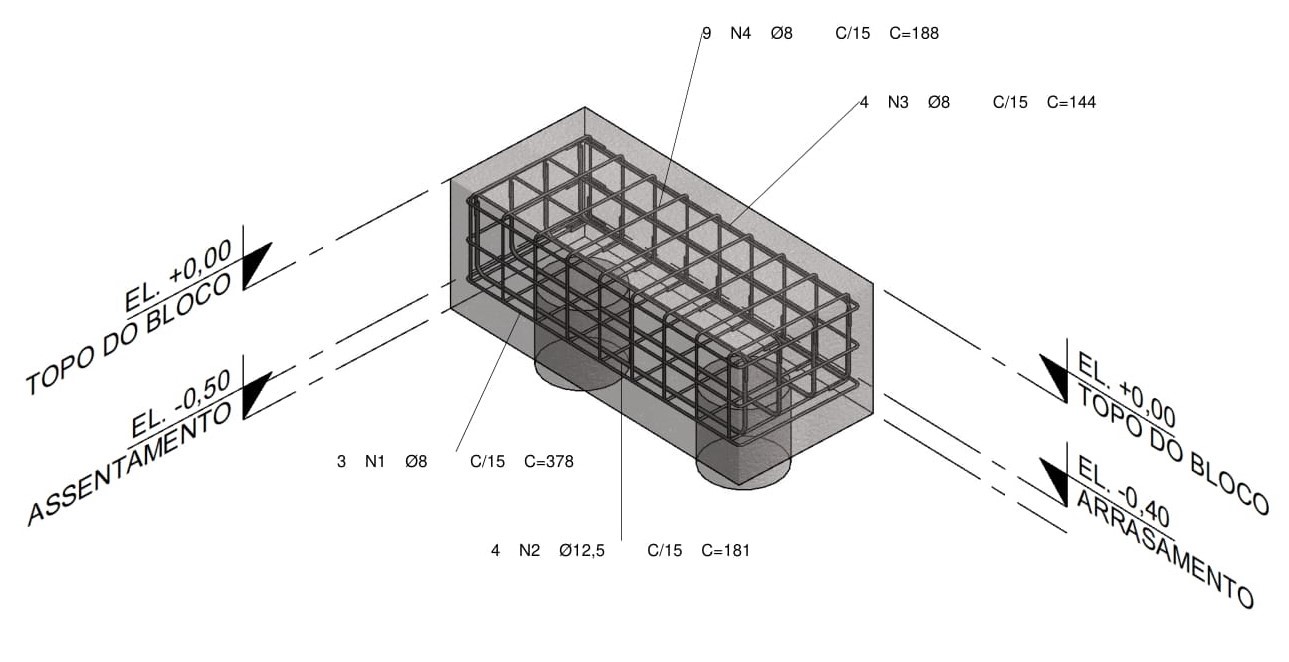 9 N4 Ø8 C/15 C=188
4 N3 Ø8 C/15 C=144
EL. +0,00
TOPO DO BLOCO
EL. -0,50
ASSENTAMENTO
EL. +0,00
TOPO DO BLOCO
EL. -0,40
ARRASAMENTO
3 N1 Ø8 C/15 C=378
4 N2 Ø12,5 C/15 C=181